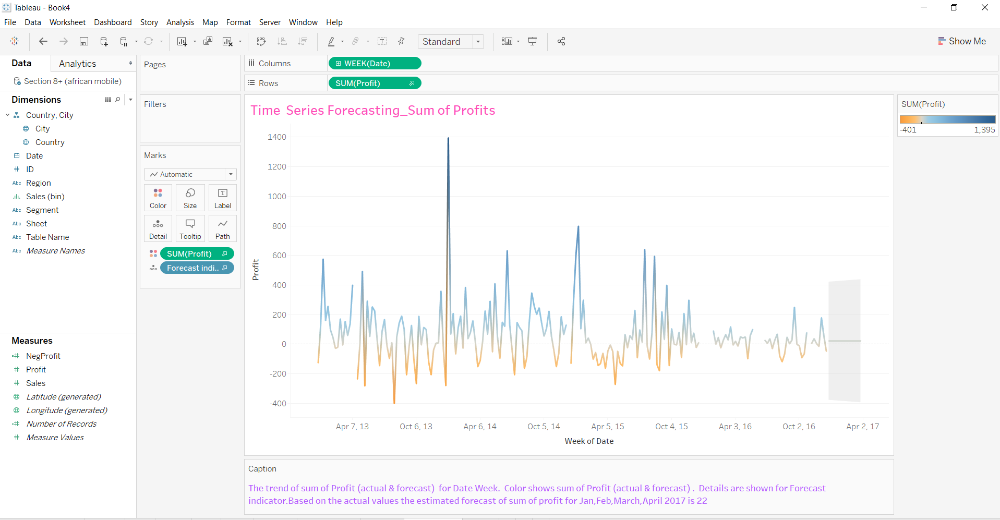 Tableau - Book4
File Data Worksheet Dashboard Story Analysis Map Format Server Window Help
Standard
Show Me
Data Analytics
Section 8+ (african mobile)
Dimensions
Country, City
City
Country
Date
ID
Abc Region
Sales (bin)
Abc Segment
Abc Sheet
Abc Table Name
Abc Measure Names
Measures
NegProfit
Profit
Sales
Latitude (generated)
Longitude (generated)
Number of Records
Measure Values
Pages
Filters
Marks
Automatic
Color Size Label
Detail Tooltip Path
SUM(Profit)
Forecast indi..
Columns WEEK(Date)
Rows SUM(Profit)
Time  Series Forecasting_Sum of Profits
1400
1200
1000
800
600
400
200
0
-200
-400
Profit
Apr 7, 13 Oct 6, 13 Apr 6, 14 Oct 5, 14 Apr 5, 15 Oct 4, 15 Apr 3, 16 Oct 2, 16 Apr 2, 17
Week of Date
SUM(Profit)
-401 1,395
Caption
The trend of sum of Profit (actual & forecast)  for Date Week.  Color shows sum of Profit (actual & forecast) .  Details are shown for Forecast
indicator.Based on the actual values the estimated forecast of sum of profit for Jan,Feb,March,April 2017 is 22